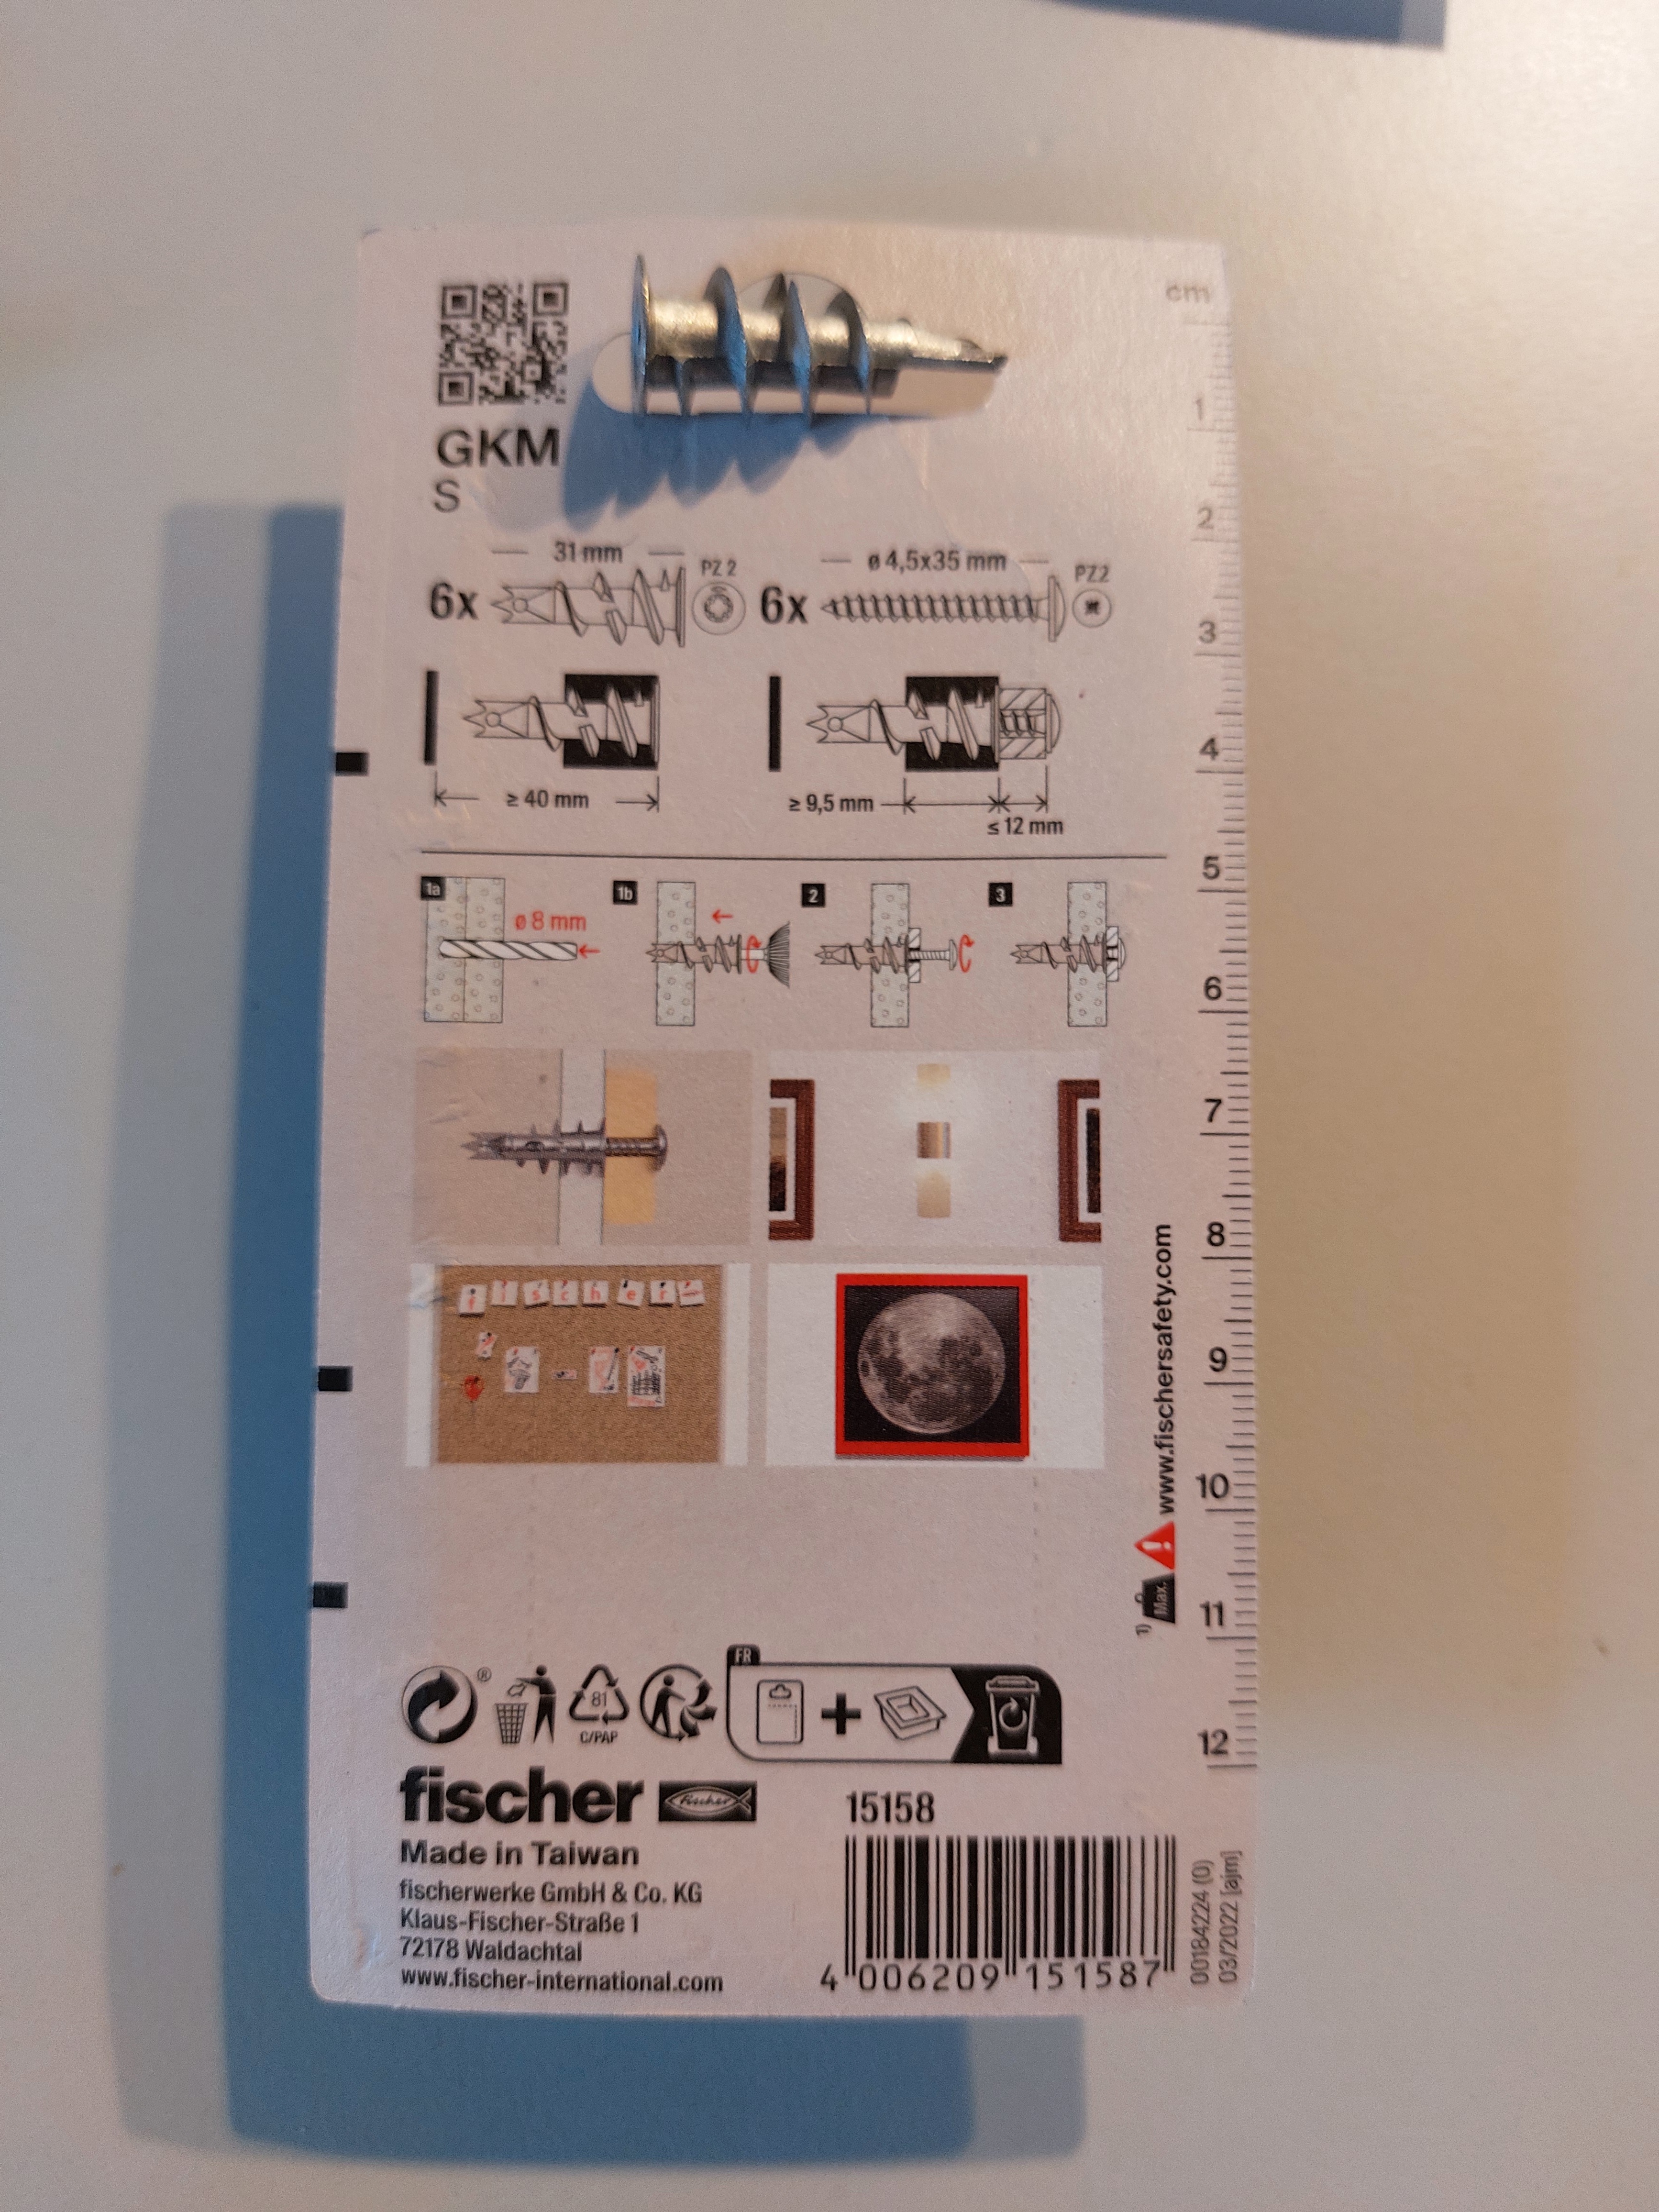 cm
GKM
S
31 mm
PZ 2
ø 4,5x35 mm
PZ2
6x
6x
≥ 40 mm
≥ 9,5 mm
≤ 12 mm
1a
ø 8 mm
1b
2
3
fischer
1
2
3
4
5
6
7
8
9
10
11
12
www.fischersafety.com
Max.
1)
®
81
C/PAP
FR
+
fischer
fischer
Made in Taiwan
fischerwerke GmbH & Co. KG
Klaus-Fischer-Straße 1
72178 Waldachtal
www.fischer-international.com
15158
4 006209 151587
00184224 (0)
03/2022 [ajm]